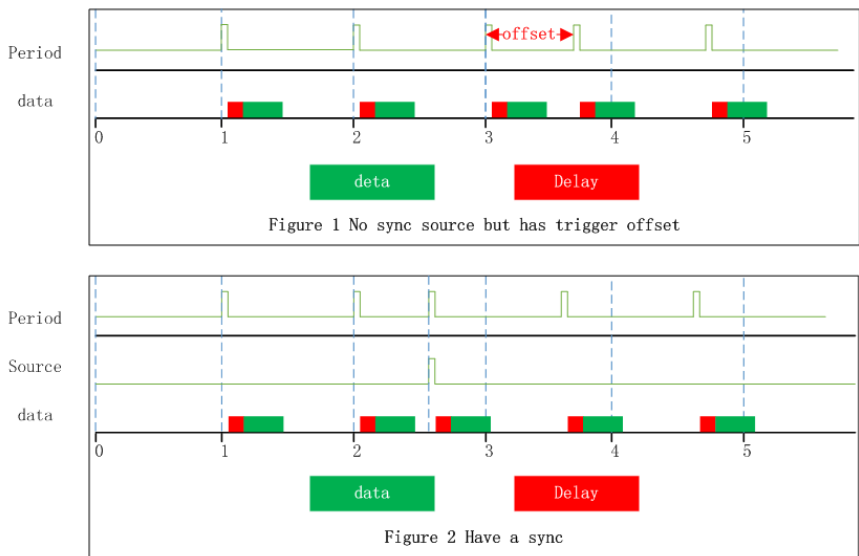 Period
offset
data
0 1 2 3 4 5
deta Delay
Figure 1 No sync source but has trigger offset
Period
Source
data
0 1 2 3 4 5
data Delay
Figure 2 Have a sync